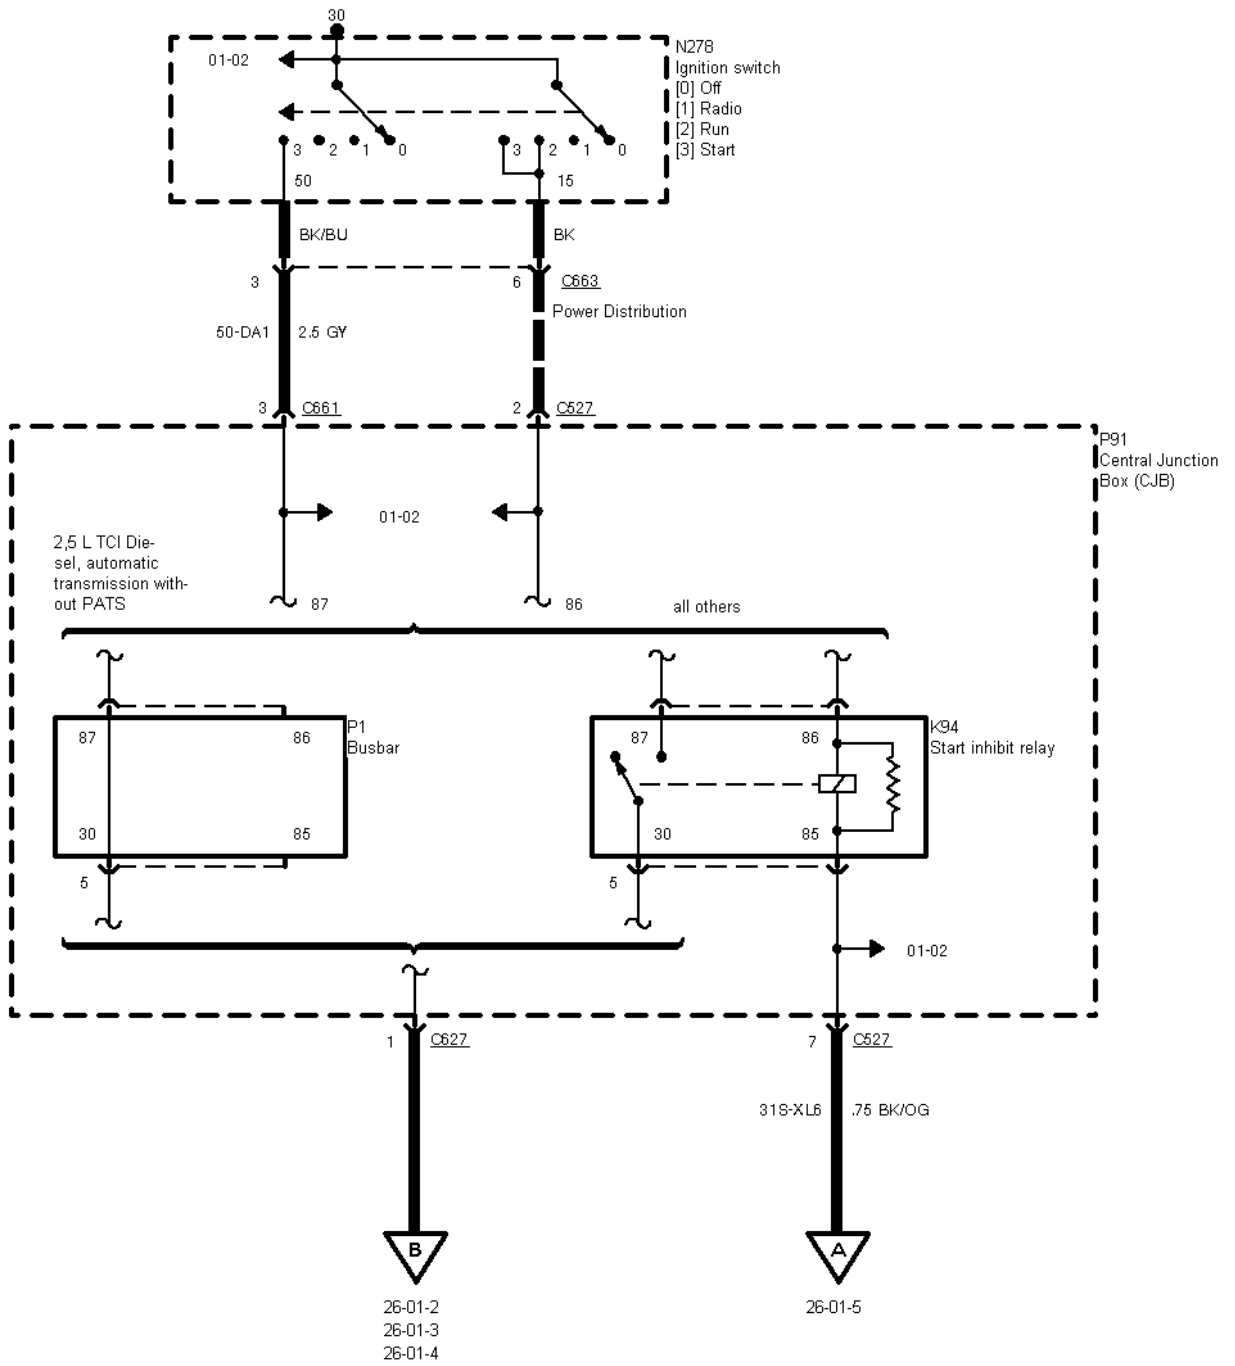 30
01-02
N278
Ignition switch
[0] Off
[1] Radio
[2] Run
[3] Start
3 2 1 0
3 2 1 0
50
15
BK/BU
BK
3
6
C663
Power Distribution
50-DA1
2.5 GY
3
C661
2
C527
P91
Central Junction
Box (CJB)
01-02
2,5 L TCI Die-
sel, automatic
transmission with-
out PATS
87
86
all others
87
86
P1
Busbar
30
85
5
87
86
K94
Start inhibit relay
30
85
5
01-02
1
C627
7
C527
31S-XL6
.75 BK/OG
B
A
26-01-2
26-01-3
26-01-4
26-01-5